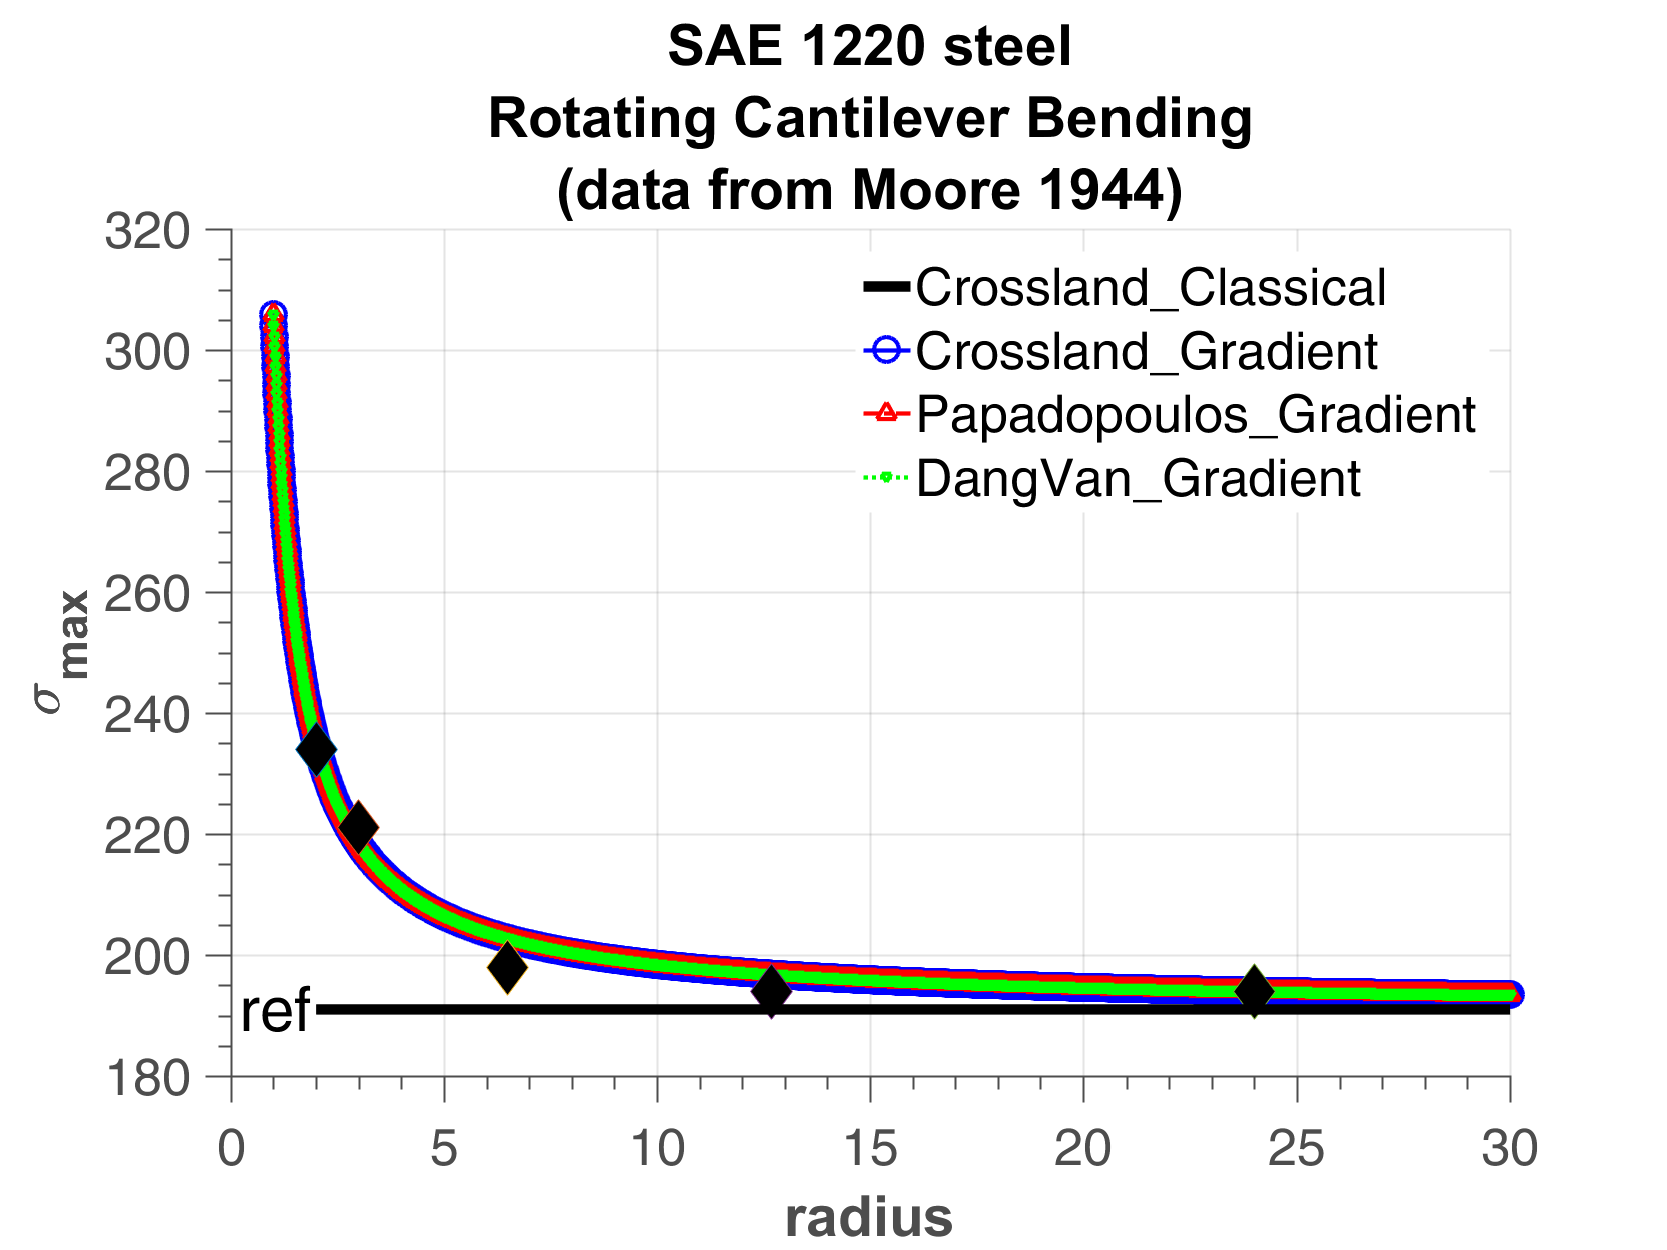 SAE 1220 steel
Rotating Cantilever Bending
(data from Moore 1944)
320
300
280
260
240
220
200
180
σ max
Crossland_Classical
Crossland_Gradient
Papadopoulos_Gradient
DangVan_Gradient
ref
0 5 10 15 20 25 30
radius